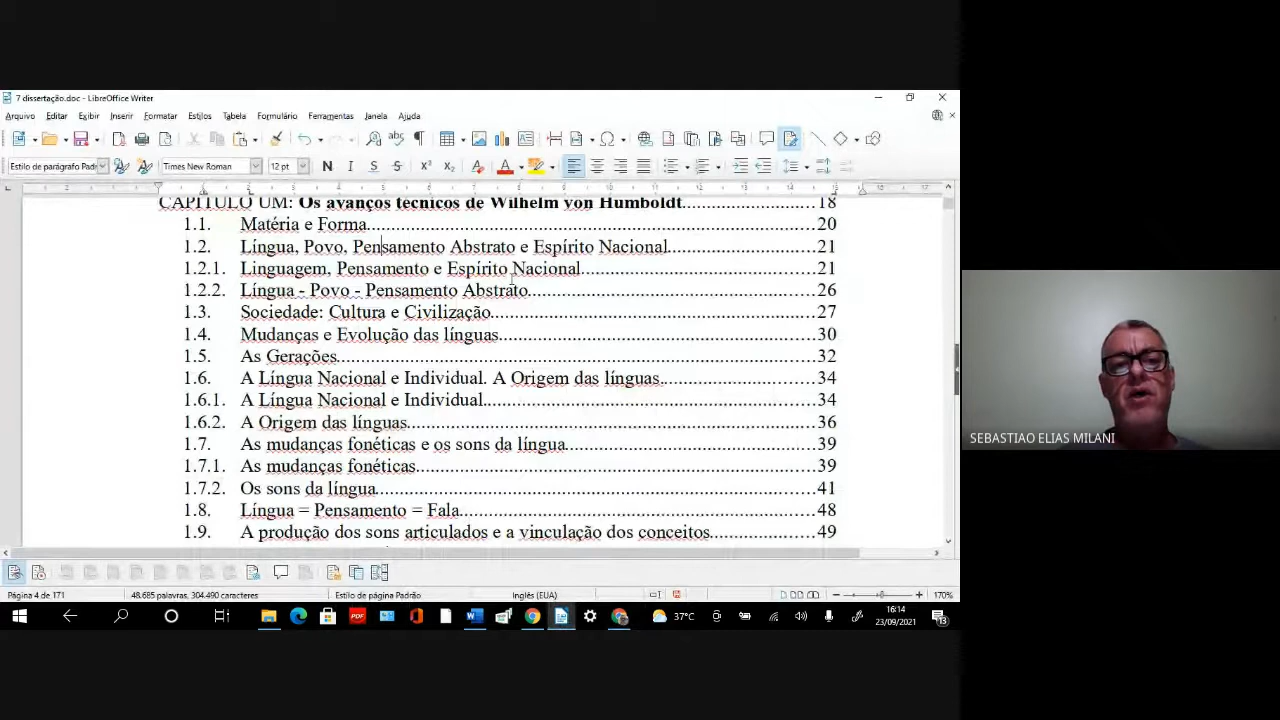 7 dissertação.doc - LibreOffice Writer
Arquivo Editar Exibir Inserir Formatar Estilos Tabela Formulário Ferramentas Janela Ajuda
Estilo de parágrafo Padr Times New Roman 12 pt N I S S
CAPÍTULO UM: Os avanços técnicos de Wilhelm von Humboldt 18
1.1. Matéria e Forma 20
1.2. Língua, Povo, Pensamento Abstrato e Espírito Nacional 21
1.2.1. Linguagem, Pensamento e Espírito Nacional 21
1.2.2. Língua - Povo - Pensamento Abstrato 26
1.3. Sociedade: Cultura e Civilização 27
1.4. Mudanças e Evolução das línguas 30
1.5. As Gerações 32
1.6. A Língua Nacional e Individual. A Origem das línguas. 34
1.6.1. A Língua Nacional e Individual 34
1.6.2. A Origem das línguas 36
1.7. As mudanças fonéticas e os sons da língua 39
1.7.1. As mudanças fonéticas 39
1.7.2. Os sons da língua 41
1.8. Língua = Pensamento = Fala 48
1.9. A produção dos sons articulados e a vinculação dos conceitos 49
Página 4 de 171 48.685 palavras, 304.490 caracteres Estilo de página Padrão Inglês (EUA) 170%
37°C 16:14
23/09/2021
SEBASTIAO ELIAS MILANI